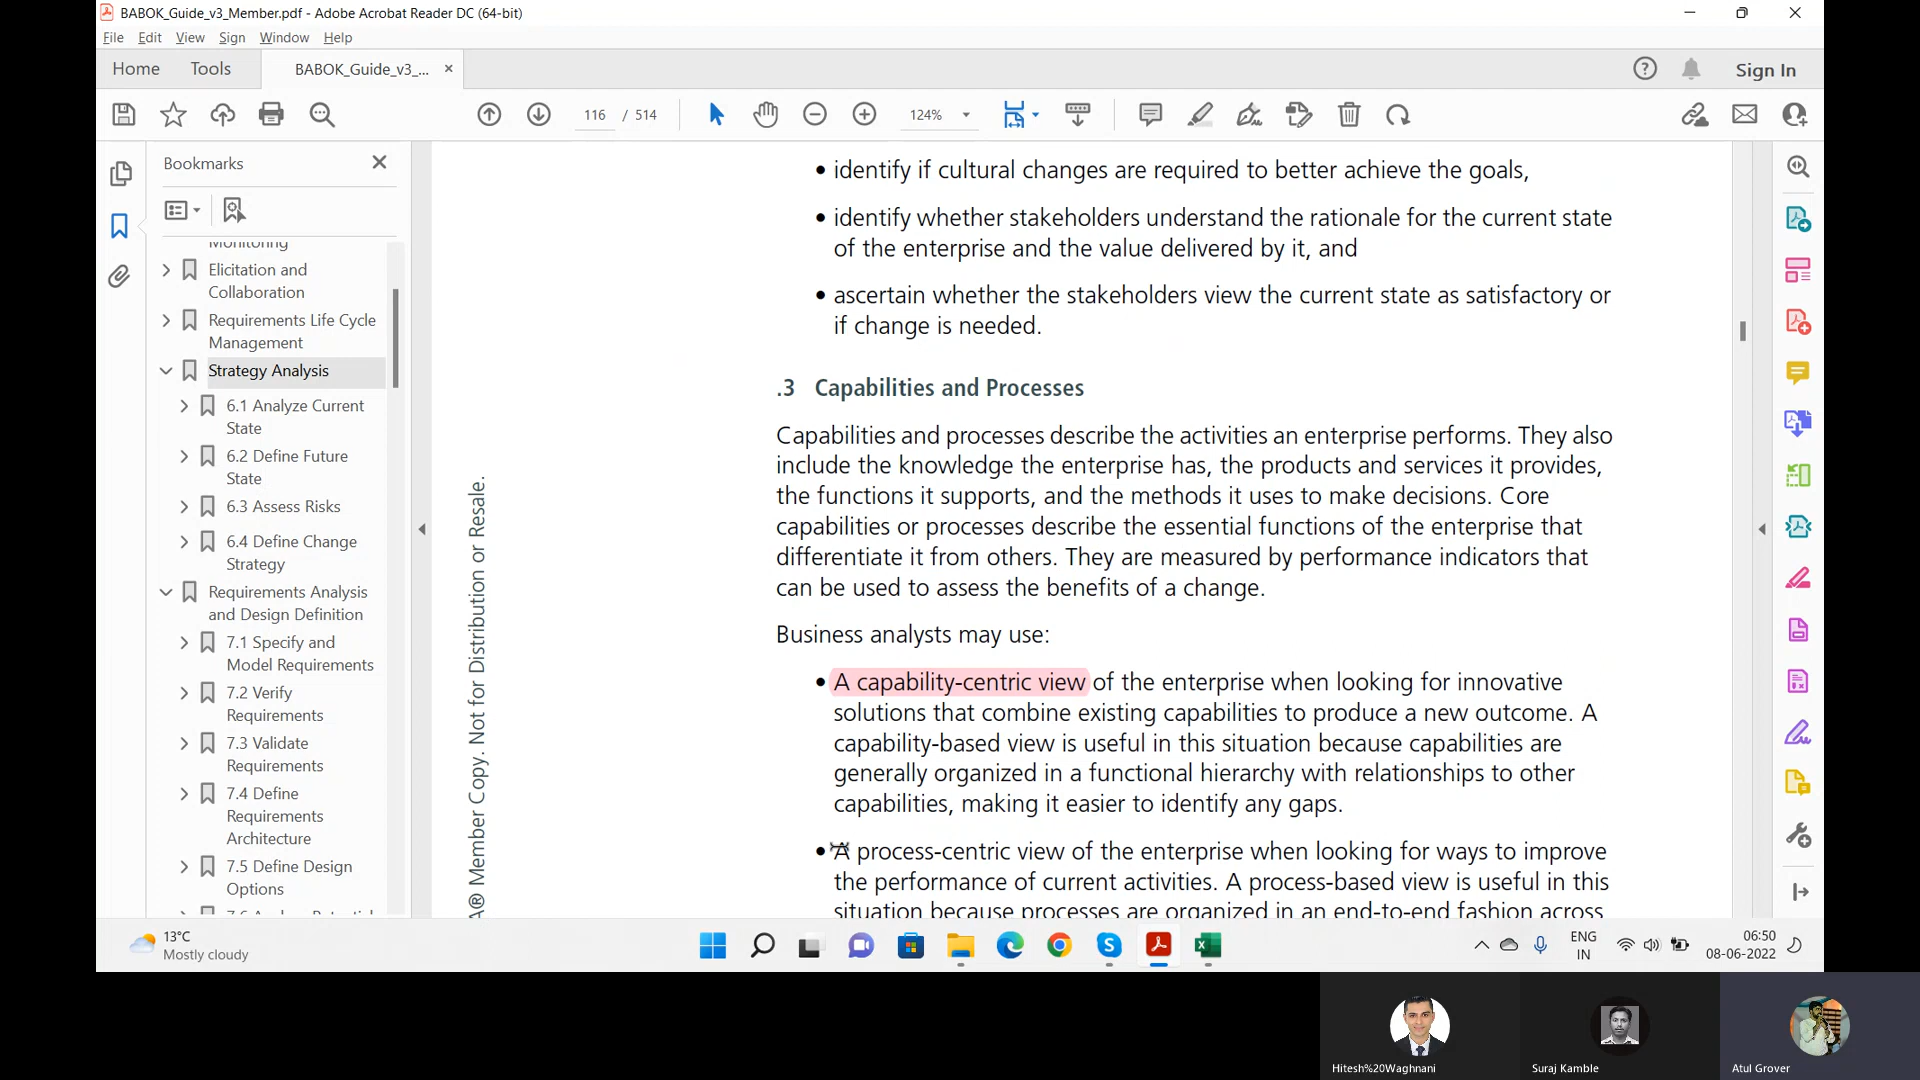 BABOK_Guide_v3_Member.pdf - Adobe Acrobat Reader DC (64-bit)
File Edit View Sign Window Help
Home Tools BABOK_Guide_v3_... × Sign In
116 / 514 124%
Bookmarks
Monitoring
Elicitation and
Collaboration
Requirements Life Cycle
Management
Strategy Analysis
6.1 Analyze Current
State
6.2 Define Future
State
6.3 Assess Risks
6.4 Define Change
Strategy
Requirements Analysis
and Design Definition
7.1 Specify and
Model Requirements
7.2 Verify
Requirements
7.3 Validate
Requirements
7.4 Define
Requirements
Architecture
7.5 Define Design
Options
A® Member Copy. Not for Distribution or Resale.
• identify if cultural changes are required to better achieve the goals,
• identify whether stakeholders understand the rationale for the current state
of the enterprise and the value delivered by it, and
• ascertain whether the stakeholders view the current state as satisfactory or
if change is needed.
.3 Capabilities and Processes
Capabilities and processes describe the activities an enterprise performs. They also
include the knowledge the enterprise has, the products and services it provides,
the functions it supports, and the methods it uses to make decisions. Core
capabilities or processes describe the essential functions of the enterprise that
differentiate it from others. They are measured by performance indicators that
can be used to assess the benefits of a change.
Business analysts may use:
• A capability-centric view of the enterprise when looking for innovative
solutions that combine existing capabilities to produce a new outcome. A
capability-based view is useful in this situation because capabilities are
generally organized in a functional hierarchy with relationships to other
capabilities, making it easier to identify any gaps.
• A process-centric view of the enterprise when looking for ways to improve
the performance of current activities. A process-based view is useful in this
situation because processes are organized in an end-to-end fashion across
13°C
Mostly cloudy
ENG
IN
06:50
08-06-2022
Hitesh%20Waghnani
Suraj Kamble
Atul Grover